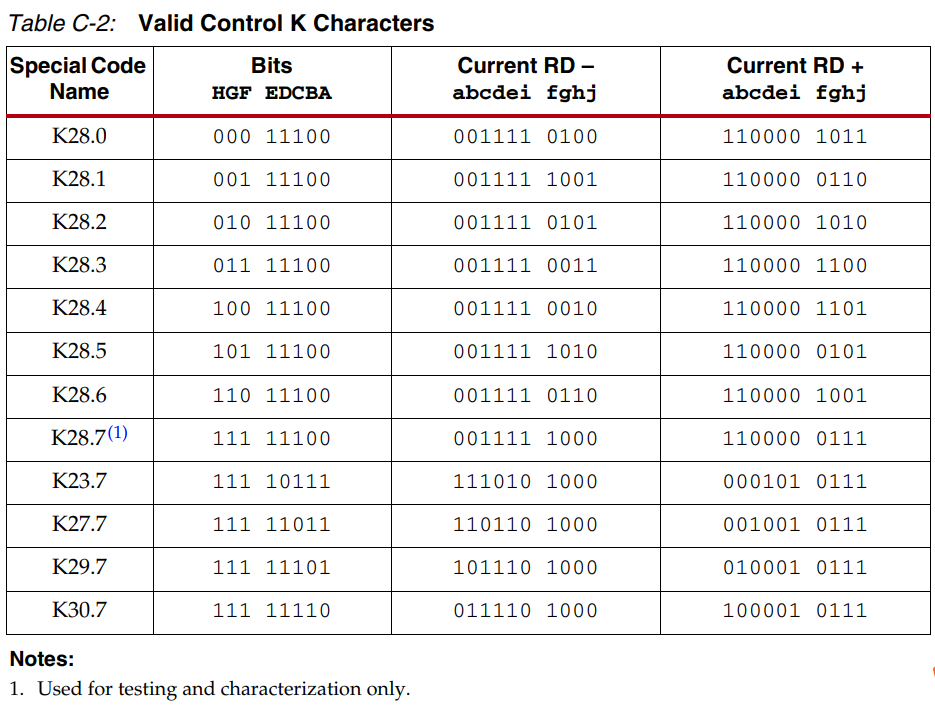 Table C-2: Valid Control K Characters
Special Code Name Bits HGF EDCBA Current RD – abcdei fghj Current RD + abcdei fghj
K28.0 000 11100 001111 0100 110000 1011
K28.1 001 11100 001111 1001 110000 0110
K28.2 010 11100 001111 0101 110000 1010
K28.3 011 11100 001111 0011 110000 1100
K28.4 100 11100 001111 0010 110000 1101
K28.5 101 11100 001111 1010 110000 0101
K28.6 110 11100 001111 0110 110000 1001
K28.7(1) 111 11100 001111 1000 110000 0111
K23.7 111 10111 111010 1000 000101 0111
K27.7 111 11011 110110 1000 001001 0111
K29.7 111 11101 101110 1000 010001 0111
K30.7 111 11110 011110 1000 100001 0111
Notes:
1. Used for testing and characterization only.